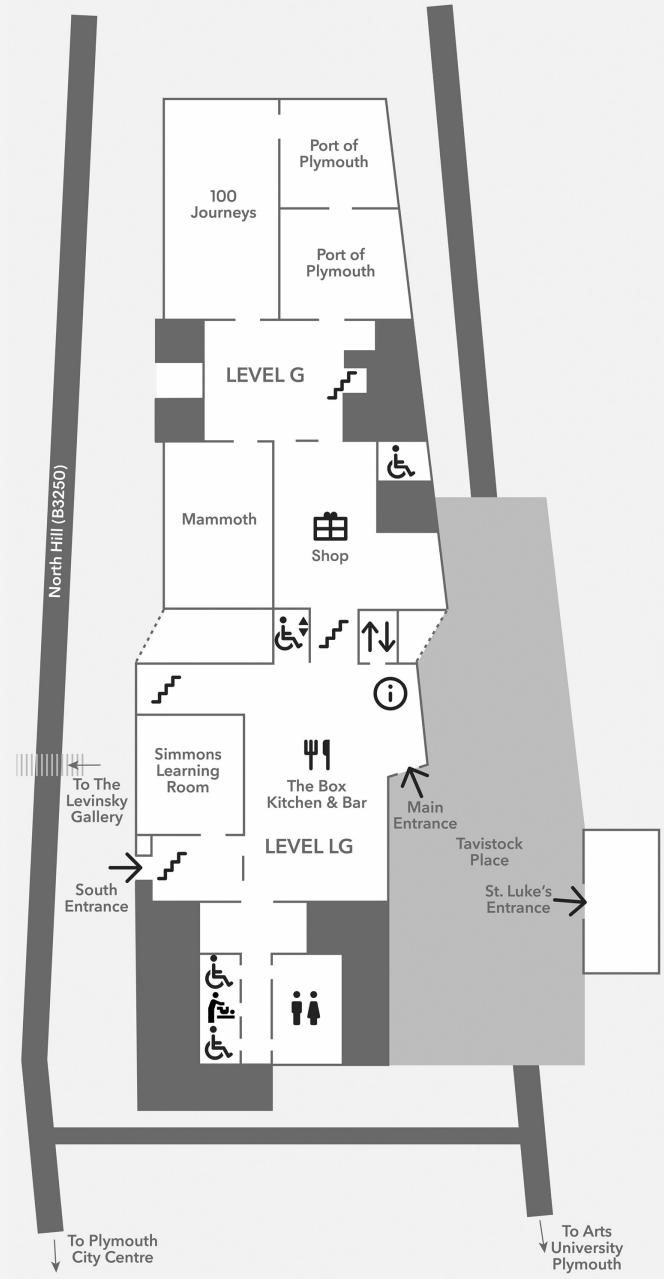 Port of
Plymouth
100
Journeys
Port of
Plymouth
LEVEL G
Mammoth
Shop
North Hill (B3250)
Simmons
Learning
Room
The Box
Kitchen & Bar
To The
Levinsky
Gallery
Main
Entrance
LEVEL LG
Tavistock
Place
South
Entrance
St. Luke's
Entrance
To Plymouth
City Centre
To Arts
University
Plymouth